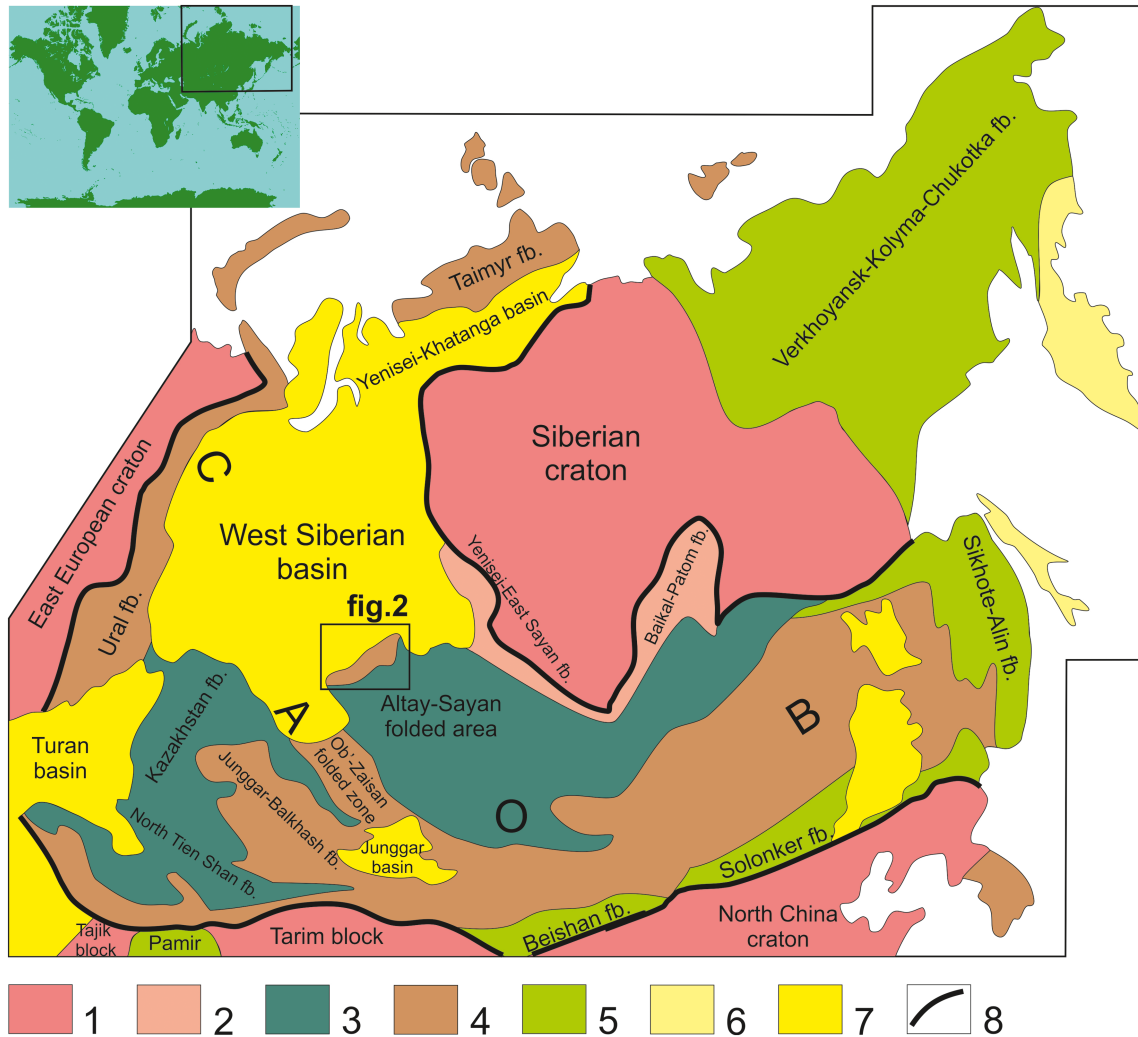 Taimyr fb.
Yenisei-Khatanga basin
Verkhoyansk-Kolyma-Chukotka fb.
Siberian
craton
East European craton
C
Ural fb.
West Siberian
basin
fig.2
Yenisei-East Sayan fb.
Baikal-Patom fb.
Sikhote-Alin fb.
Turan
basin
Kazakhstan fb.
A
Altay-Sayan
folded area
B
Ob'-Zaisan
folded zone
Junggar-Balkhash fb.
O
North Tien Shan fb.
Junggar
basin
Solonker fb.
Beishan fb.
North China
craton
Tajik
block
Pamir
Tarim block
1
2
3
4
5
6
7
8